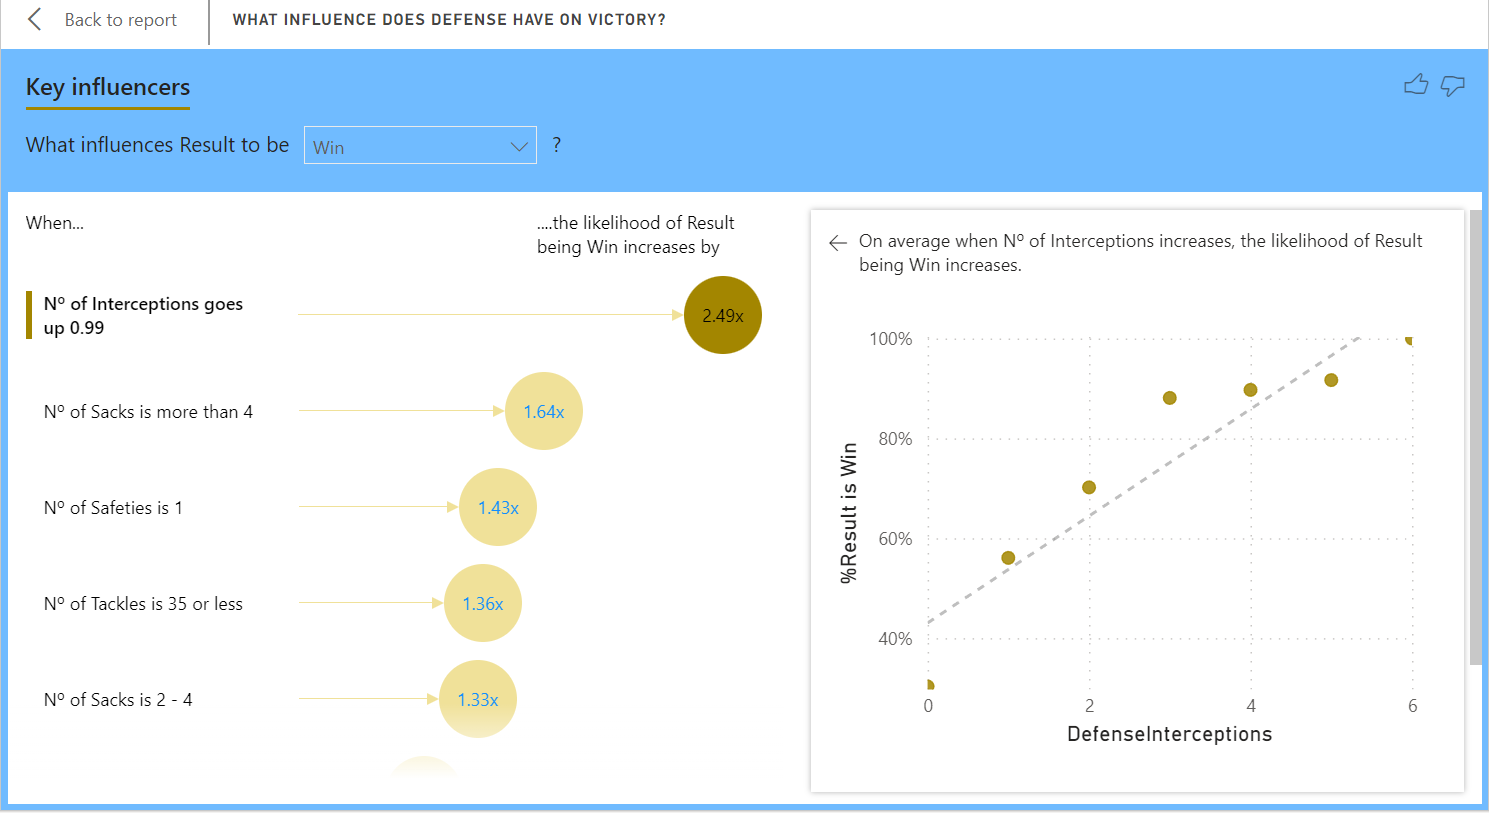 Back to report
WHAT INFLUENCE DOES DEFENSE HAVE ON VICTORY?
Key influencers
What influences Result to be Win ?
When...
....the likelihood of Result
being Win increases by
Nº of Interceptions goes
up 0.99
2.49x
Nº of Sacks is more than 4
1.64x
Nº of Safeties is 1
1.43x
Nº of Tackles is 35 or less
1.36x
Nº of Sacks is 2 - 4
1.33x
On average when Nº of Interceptions increases, the likelihood of Result
being Win increases.
%Result is Win
100%
80%
60%
40%
0 2 4 6
DefenseInterceptions